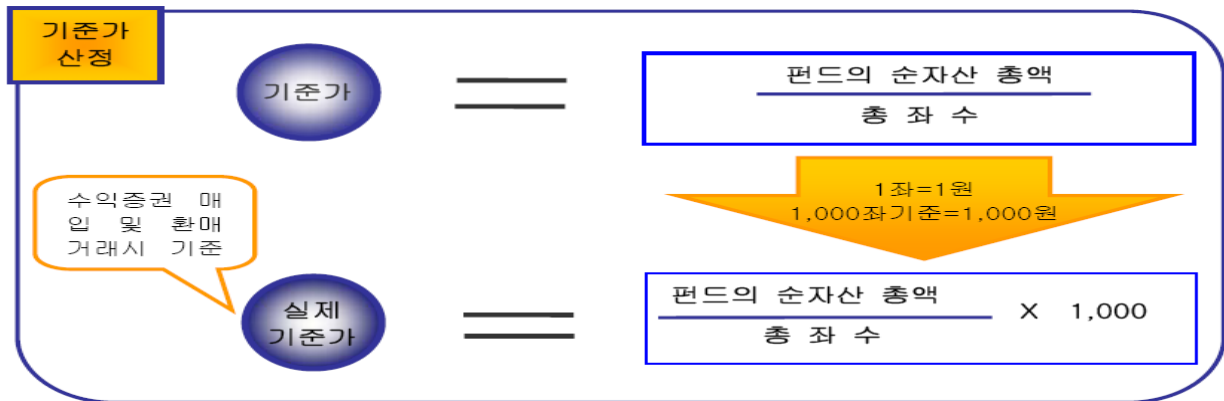 기준가
산정
기준가
펀드의 순자산 총액
총 좌 수
1좌=1원
1,000좌기준=1,000원
수익증권 매
입 및 환매
거래시 기준
실제
기준가
펀드의 순자산 총액
총 좌 수
X 1,000